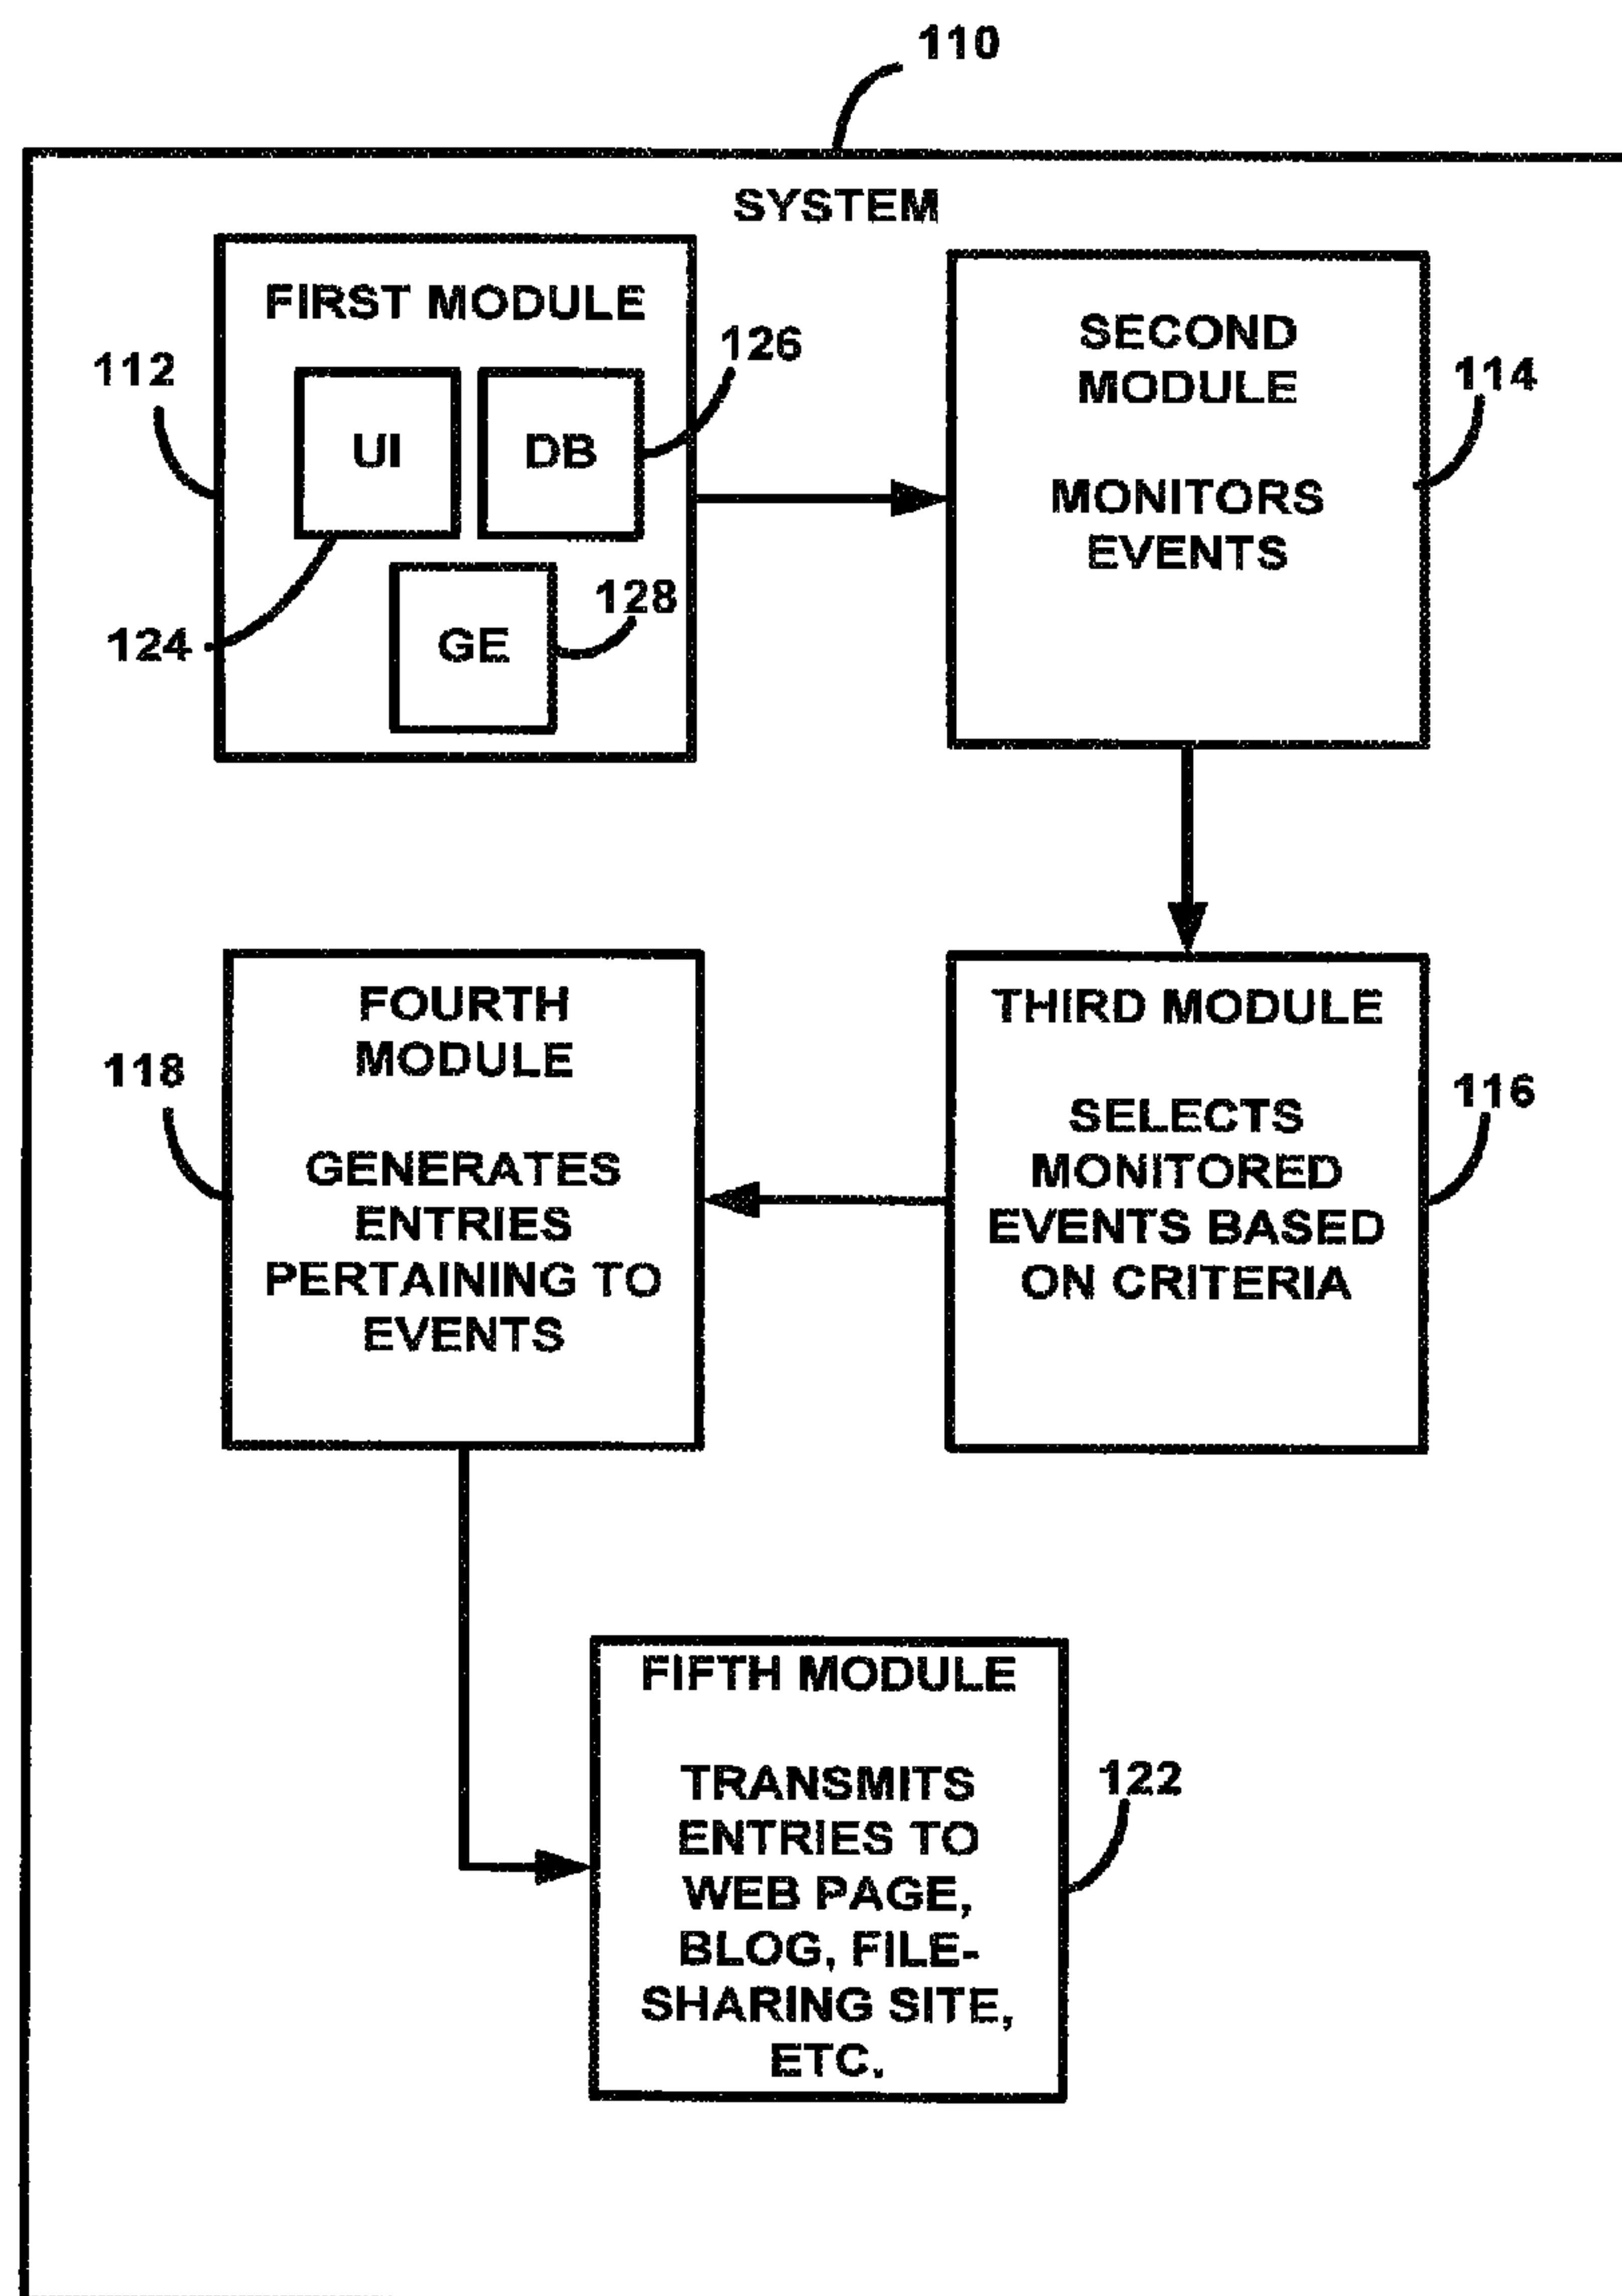 110
SYSTEM
FIRST MODULE
112
126
UI
DB
124
GE
128
SECOND
MODULE
MONITORS
EVENTS
114
FOURTH
MODULE
GENERATES
ENTRIES
PERTAINING TO
EVENTS
118
THIRD MODULE
SELECTS
MONITORED
EVENTS BASED
ON CRITERIA
116
FIFTH MODULE
TRANSMITS
ENTRIES TO
WEB PAGE,
BLOG, FILE-
SHARING SITE,
ETC.
122